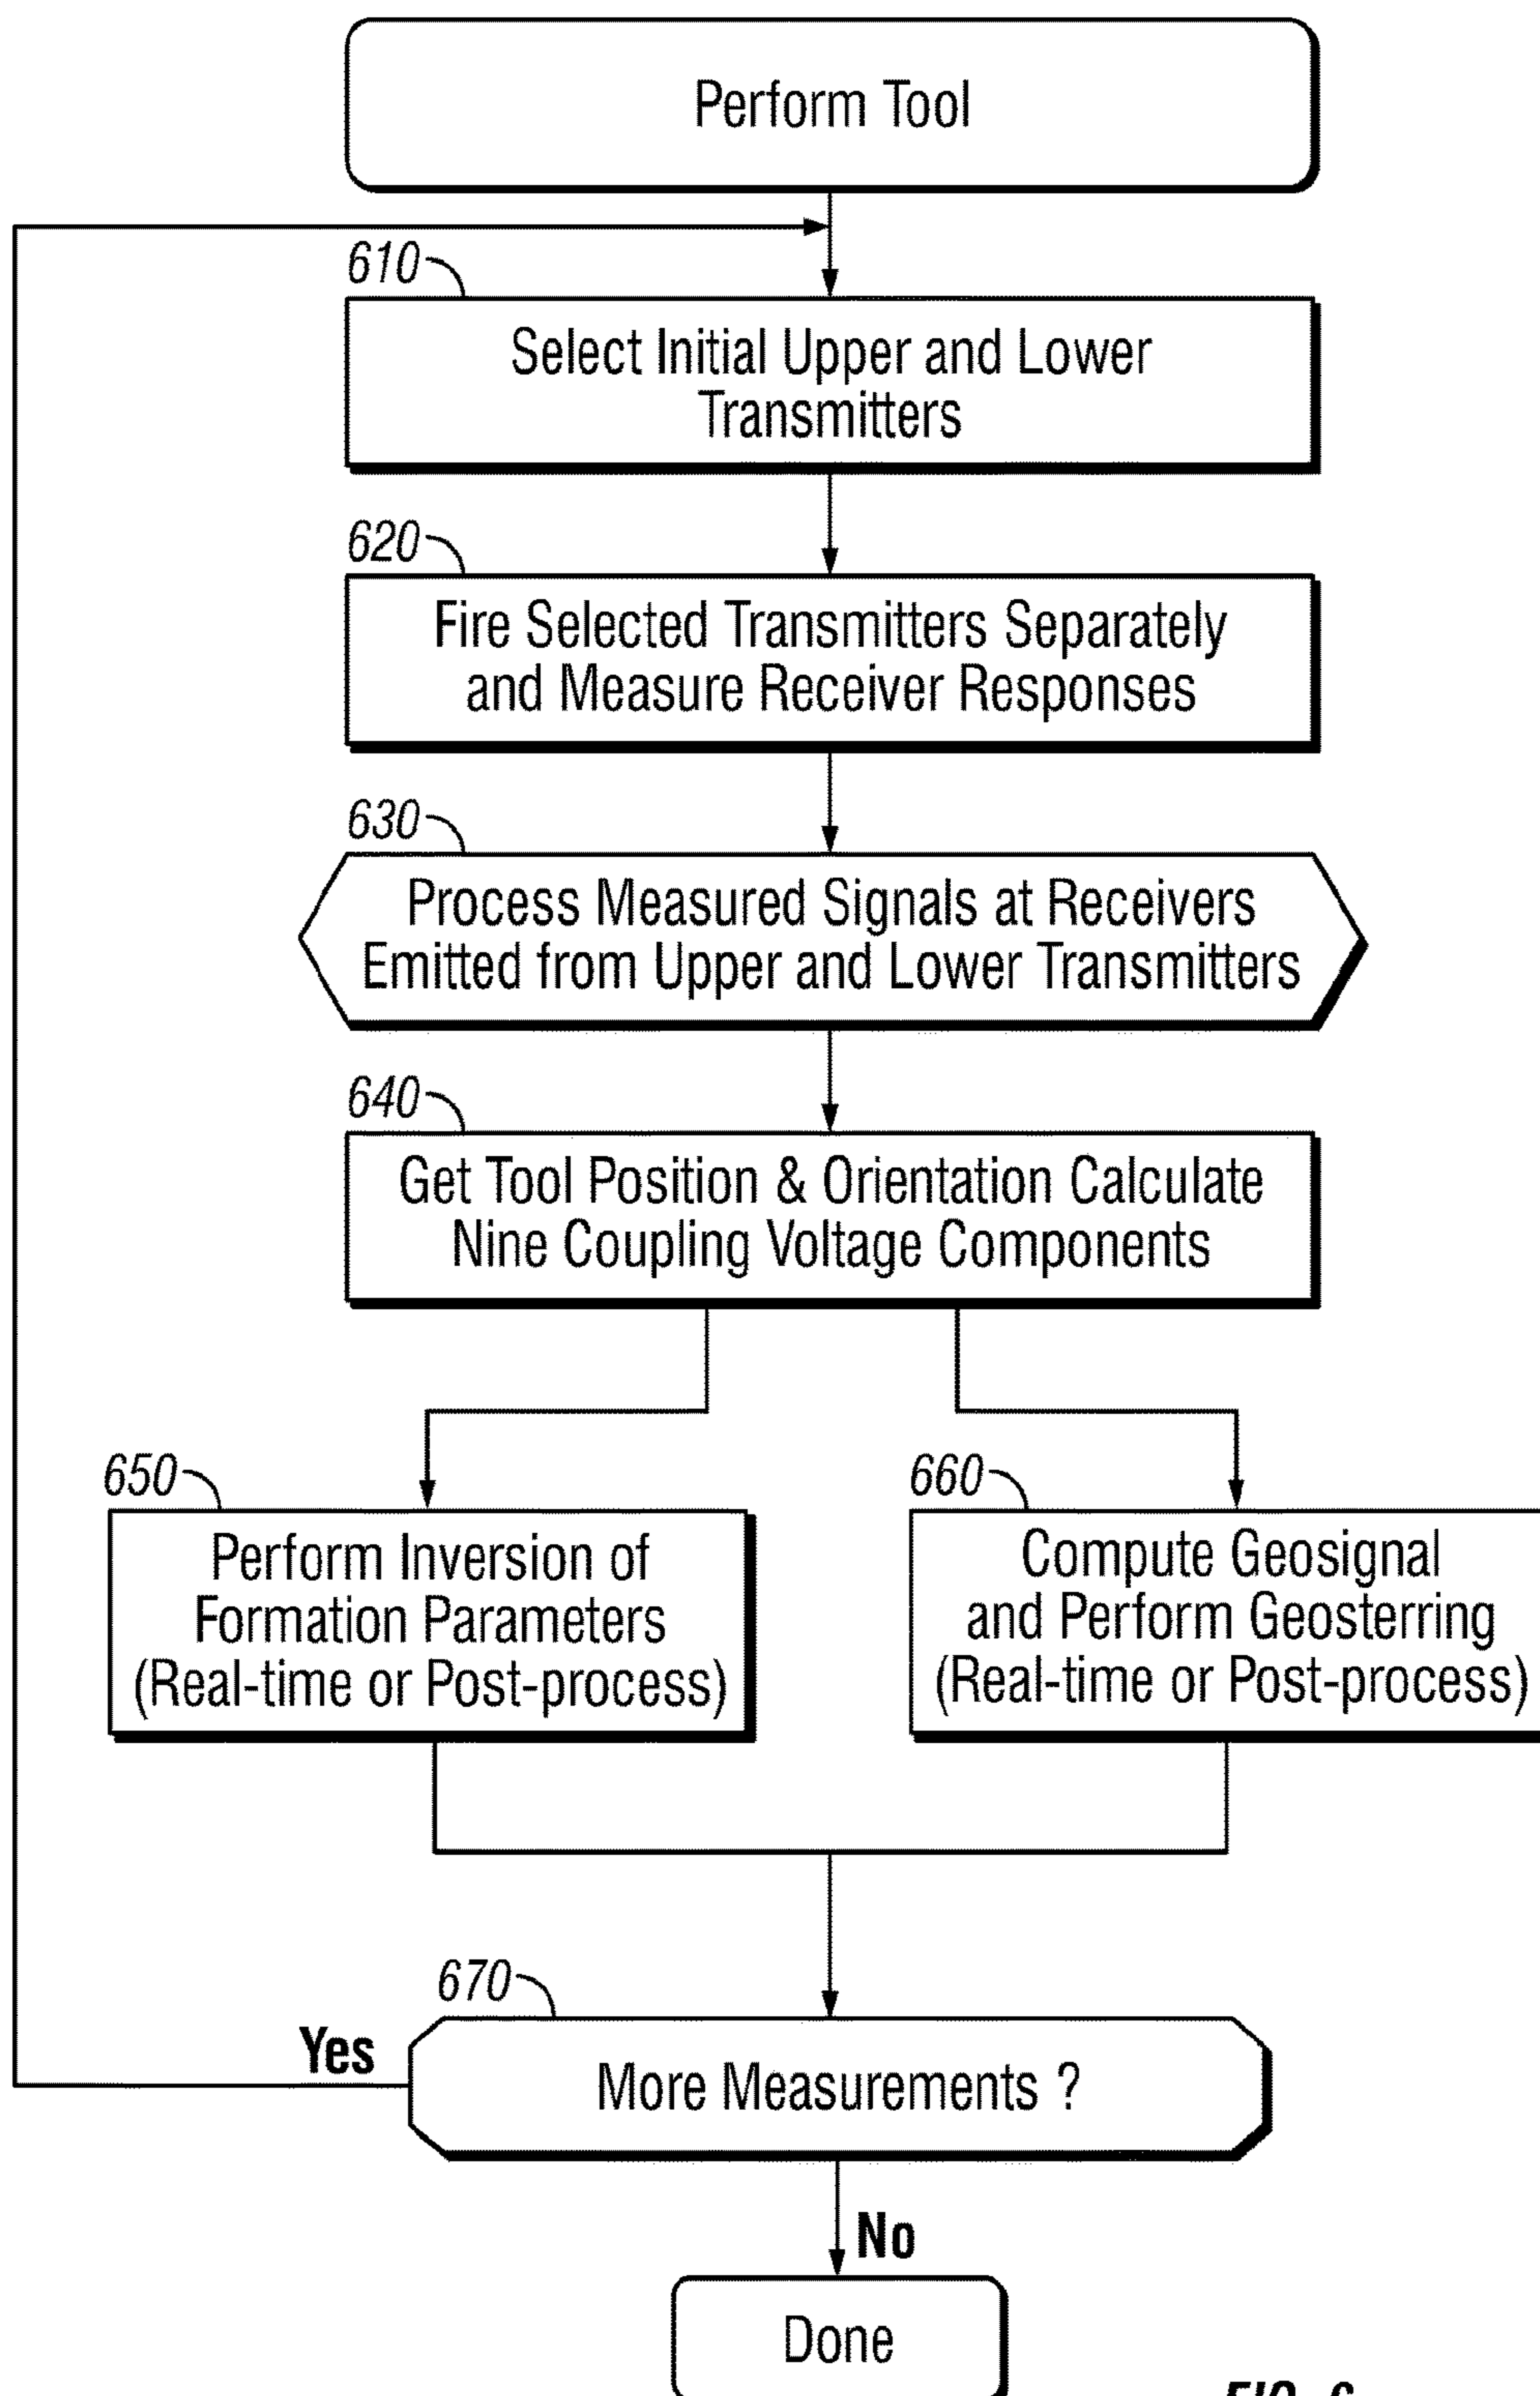 Perform Tool
610
Select Initial Upper and Lower
Transmitters
620
Fire Selected Transmitters Separately
and Measure Receiver Responses
630
Process Measured Signals at Receivers
Emitted from Upper and Lower Transmitters
640
Get Tool Position & Orientation Calculate
Nine Coupling Voltage Components
650
Perform Inversion of
Formation Parameters
(Real-time or Post-process)
660
Compute Geosignal
and Perform Geosterring
(Real-time or Post-process)
670
Yes
More Measurements ?
No
Done
FIG. 6